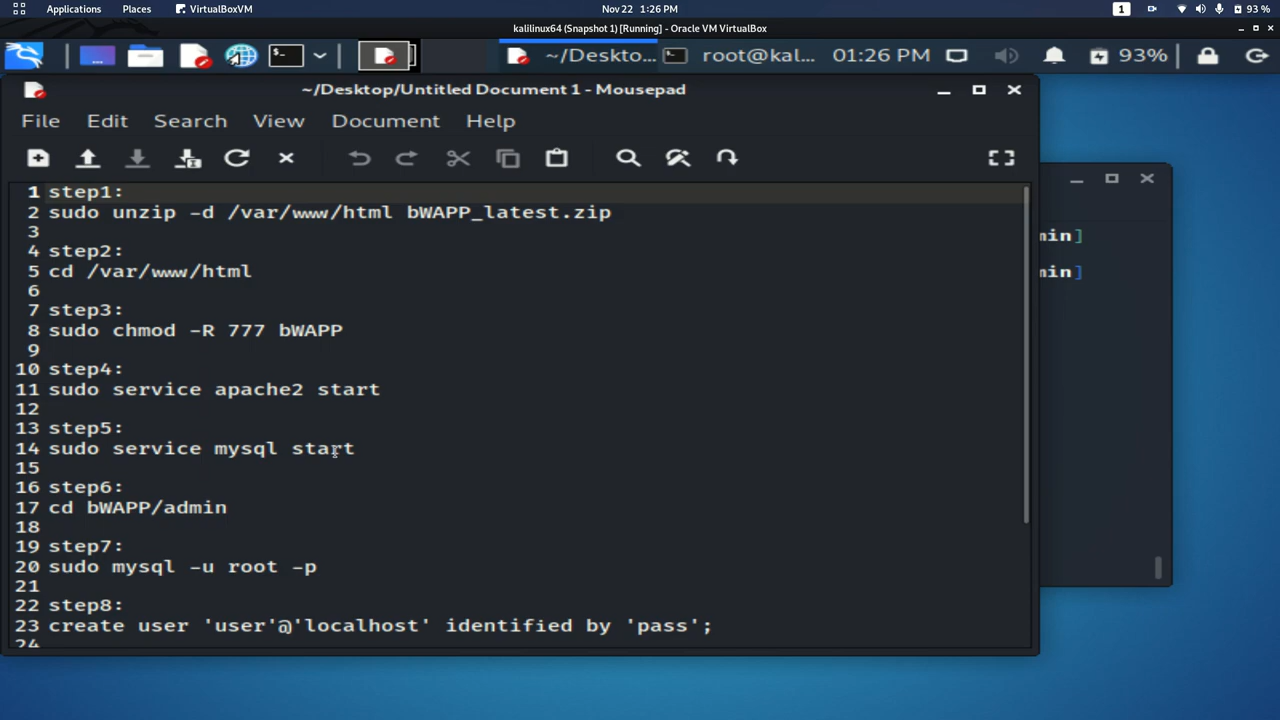 Applications Places VirtualBoxVM Nov 22 1:26 PM 1 93 %
kalilinux64 (Snapshot 1) [Running] - Oracle VM VirtualBox
~/Deskto... root@kal... 01:26 PM 93%
~/Desktop/Untitled Document 1 - Mousepad
File Edit Search View Document Help
1 step1:
2 sudo unzip -d /var/www/html bWAPP_latest.zip
3
4 step2:
5 cd /var/www/html
6
7 step3:
8 sudo chmod -R 777 bWAPP
9
10 step4:
11 sudo service apache2 start
12
13 step5:
14 sudo service mysql start
15
16 step6:
17 cd bWAPP/admin
18
19 step7:
20 sudo mysql -u root -p
21
22 step8:
23 create user 'user'@'localhost' identified by 'pass';
24
min]
min]